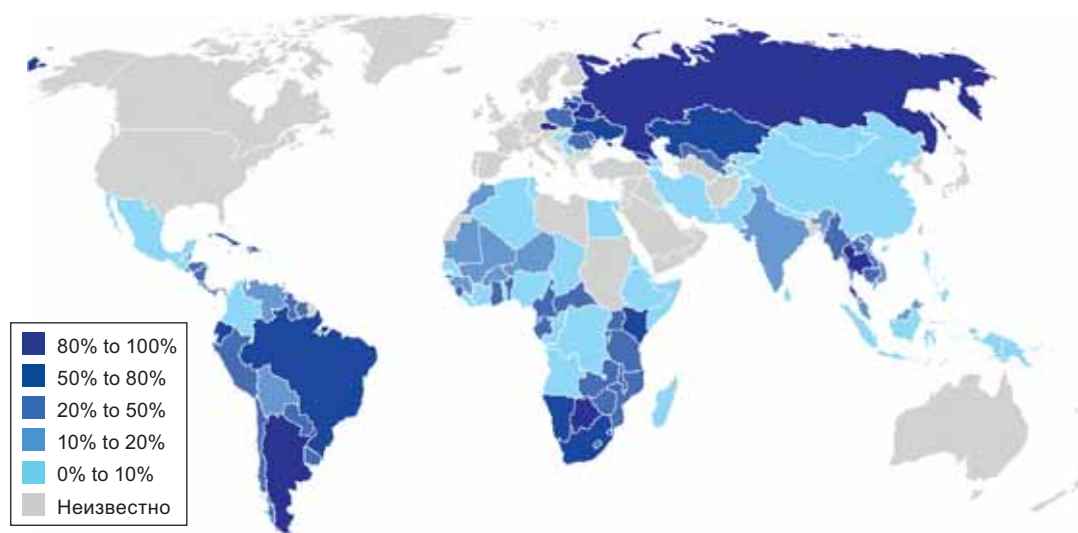 80% to 100%
50% to 80%
20% to 50%
10% to 20%
0% to 10%
Неизвестно